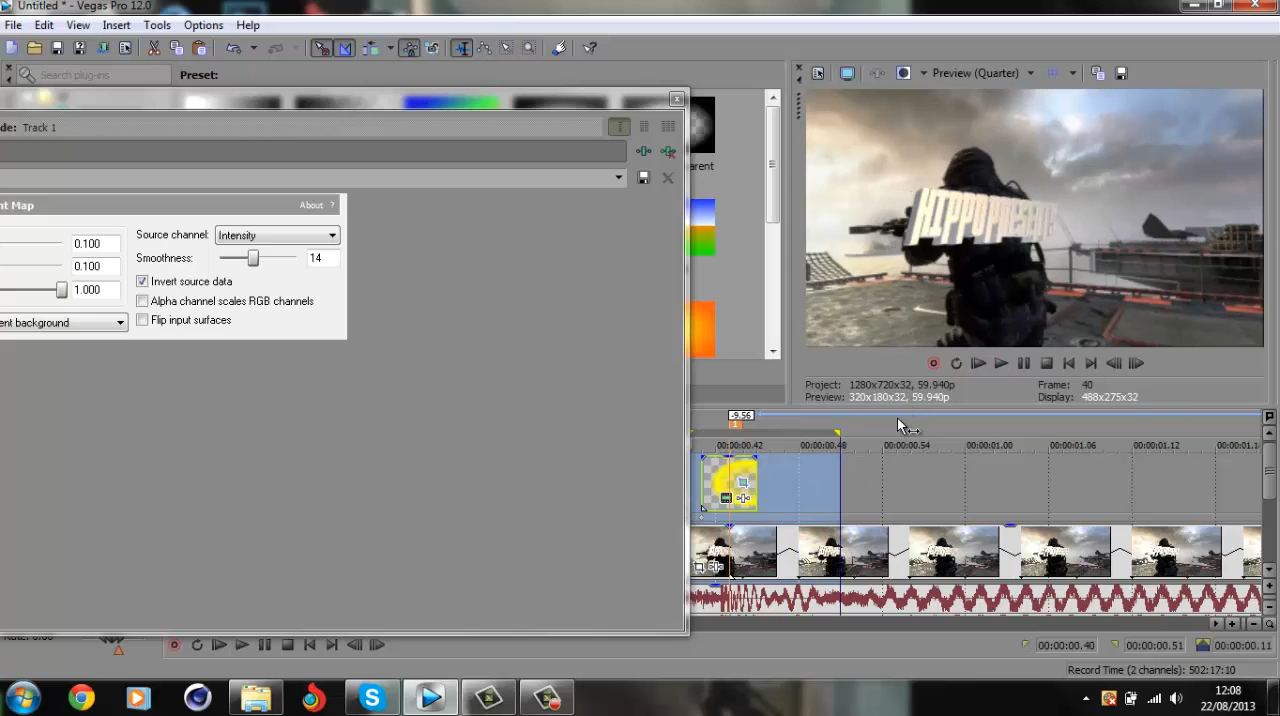 Untitled * - Vegas Pro 12.0
File Edit View Insert Tools Options Help
Search plug-ins
Preset:
Preview (Quarter)
de: Track 1
arent
nt Map
About ?
0.100
Source channel: Intensity
0.100
Smoothness: 14
1.000
Invert source data
Alpha channel scales RGB channels
ent background
Flip input surfaces
HIPPOPRESENTS
Project: 1280x720x32, 59.940p
Frame: 40
Preview: 320x180x32, 59.940p
Display: 488x275x32
-9.56
1
00:00:00.42 00:00:00.48 00:00:00.54 00:00:01.00 00:00:01.06 00:00:01.12 00:00:01.1
00:00:00.40 00:00:00.51 00:00:00.11
Record Time (2 channels): 502:17:10
12:08
22/08/2013